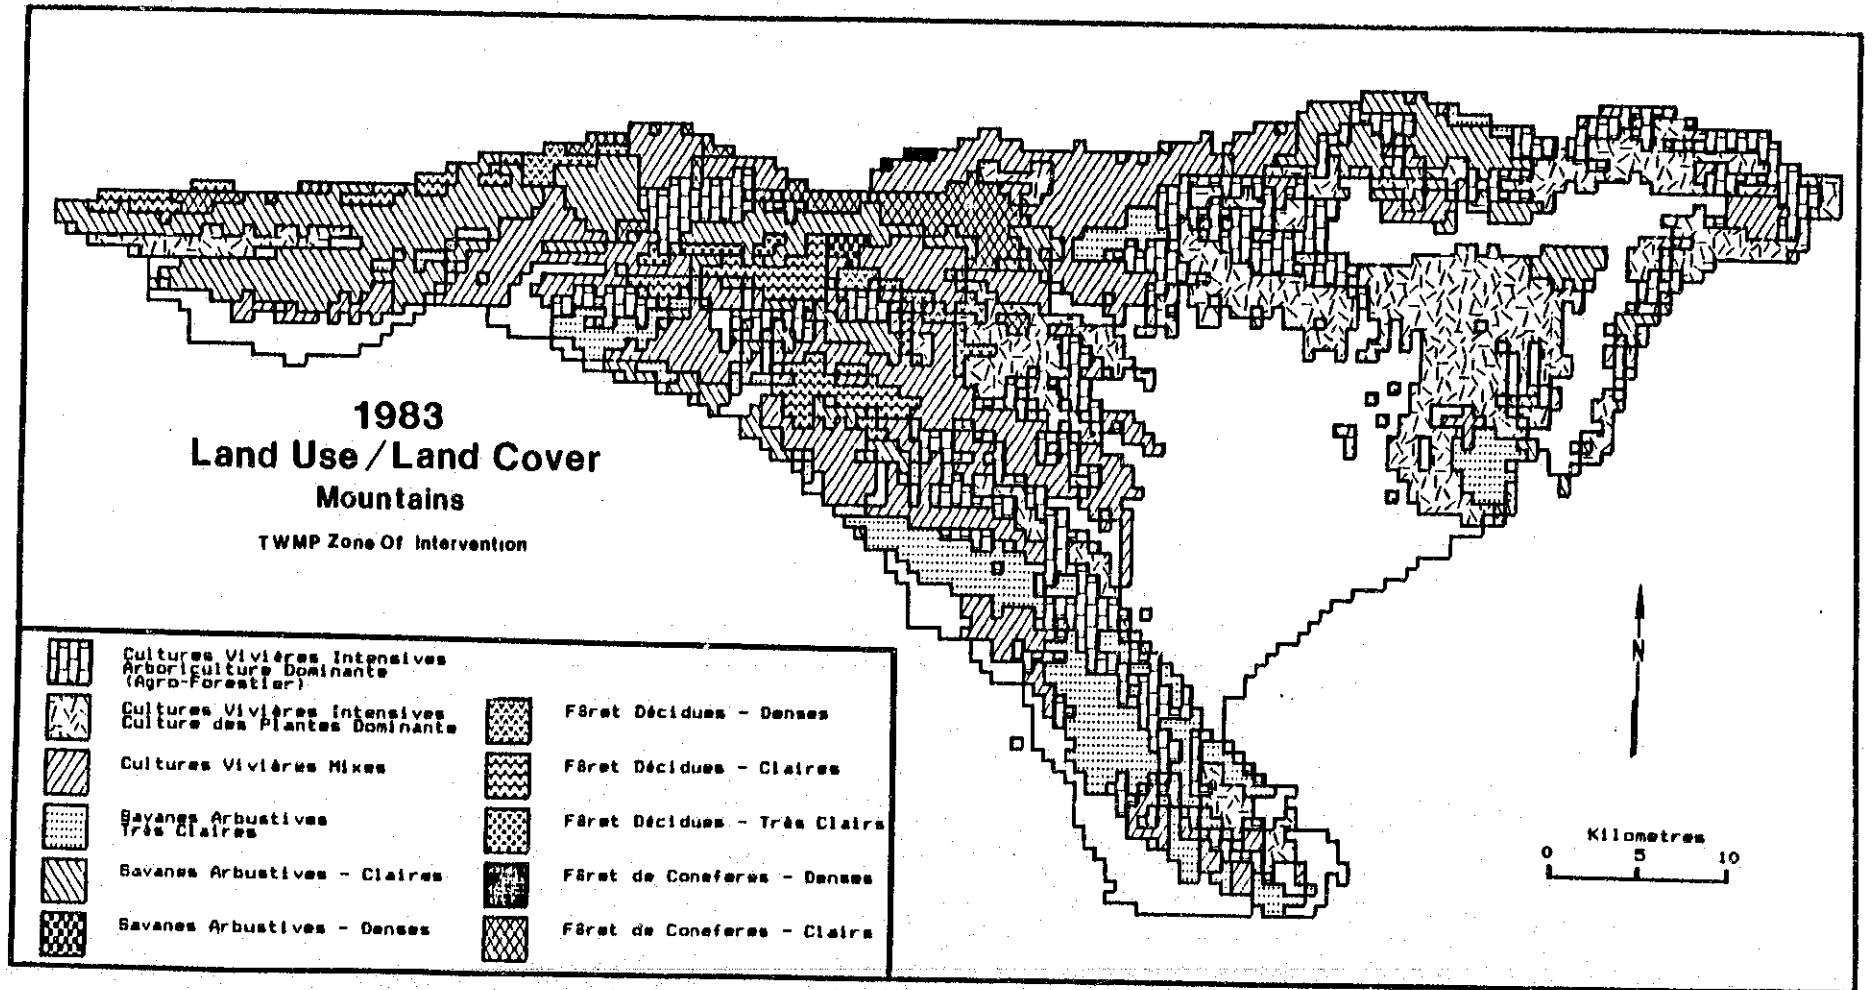 1983
Land Use/Land Cover
Mountains
TWMP Zone Of Intervention
Cultures Vivières Intensives
Arboriculture Dominante
(Agro-Forestier)
Cultures Vivières Intensives
Culture des Plantes Dominante
Cultures Vivières Mixes
Savanes Arbustives
Très Claires
Savanes Arbustives - Claires
Savanes Arbustives - Denses
Fôret Décidues - Denses
Fôret Décidues - Claires
Fôret Décidues - Très Clairs
Fôret de Coneferes - Denses
Fôret de Coneferes - Clairs
N
Kilometres
0 5 10